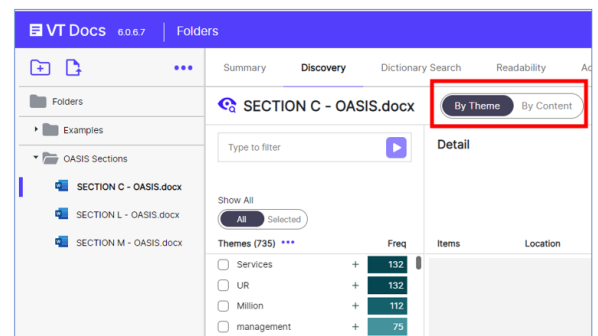 VT Docs 6.0.6.7 Folders
Summary Discovery Dictionary Search Readability
Folders
SECTION C - OASIS.docx By Theme By Content
Examples
Type to filter Detail
OASIS Sections
SECTION C - OASIS.docx
Show All
SECTION L - OASIS.docx
All Selected
SECTION M - OASIS.docx
Themes (735) ••• Freq Items Location
Services + 132
UR + 132
Million + 112
management + 75